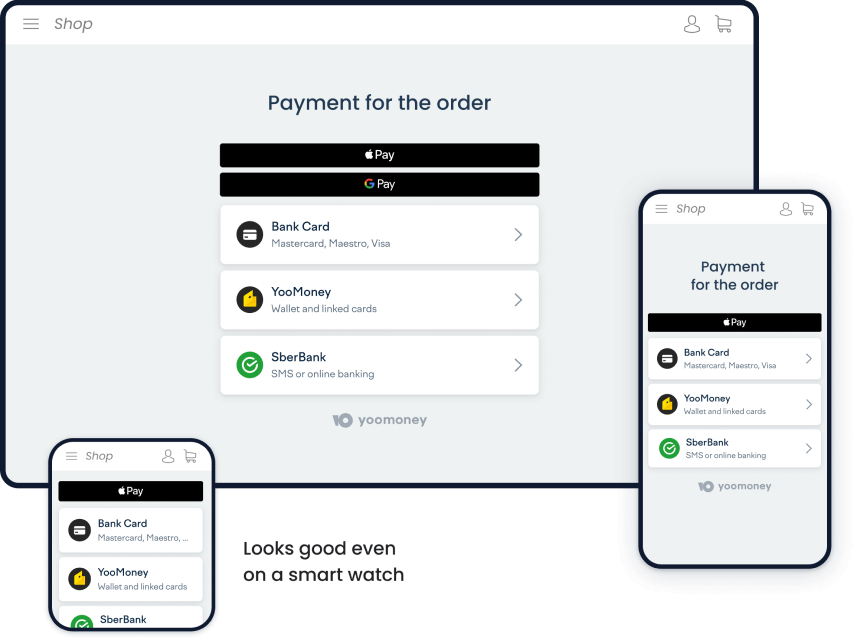 Shop
Payment for the order
Pay
G Pay
Bank Card
Mastercard, Maestro, Visa
YooMoney
Wallet and linked cards
SberBank
SMS or online banking
yoomoney
Shop
Payment
for the order
Pay
Bank Card
Mastercard, Maestro, Visa
YooMoney
Wallet and linked cards
SberBank
SMS or online banking
yoomoney
Shop
Pay
Bank Card
Mastercard, Maestro, ...
YooMoney
Wallet and linked cards
SberBank
Looks good even
on a smart watch